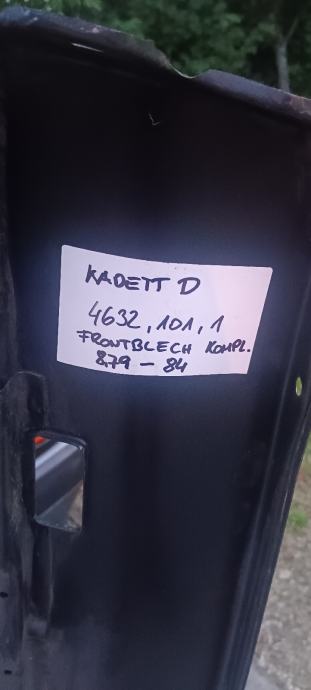 KADETT D
4632,101,1
FRONTBLECH KOMPL.
8.79 - 84